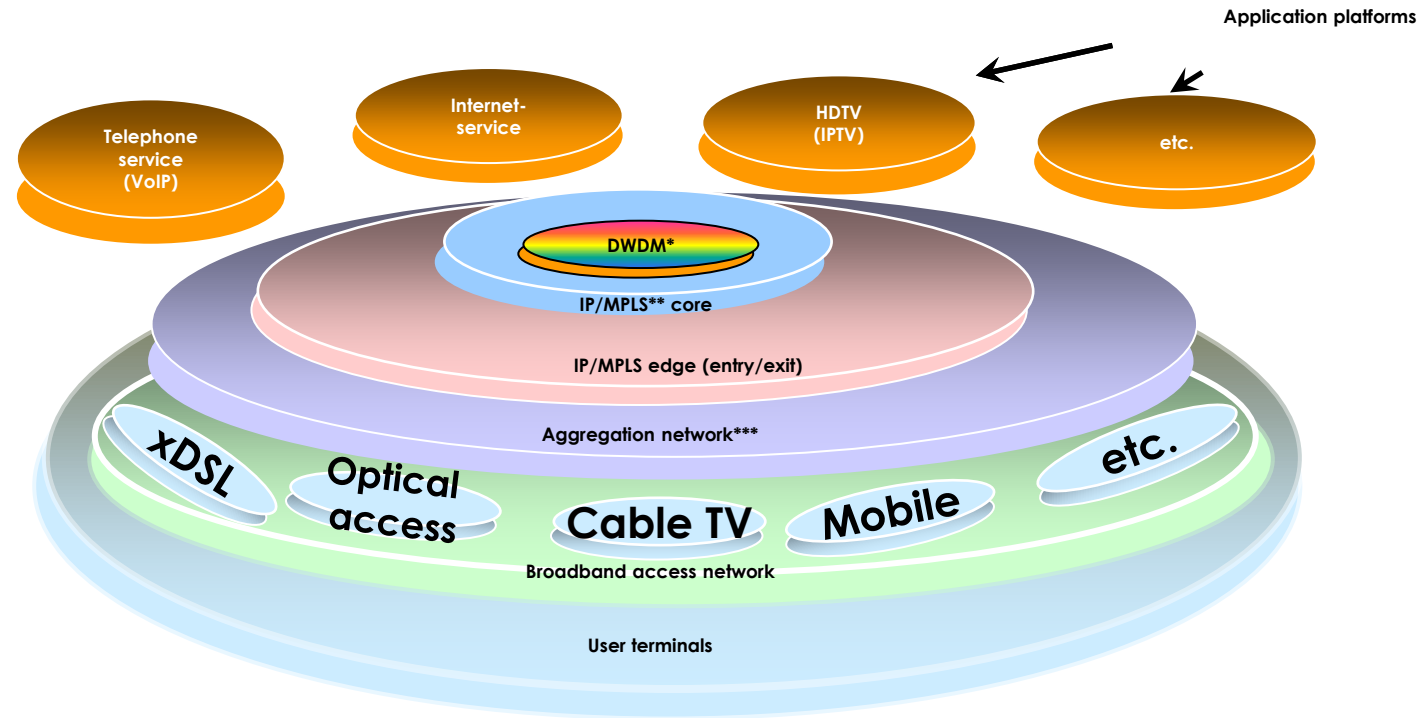 Application platforms
Telephone
service
(VoIP)
Internet-
service
HDTV
(IPTV)
etc.
DWDM*
IP/MPLS** core
IP/MPLS edge (entry/exit)
Aggregation network***
xDSL
Optical
access
Cable TV
Mobile
etc.
Broadband access network
User terminals